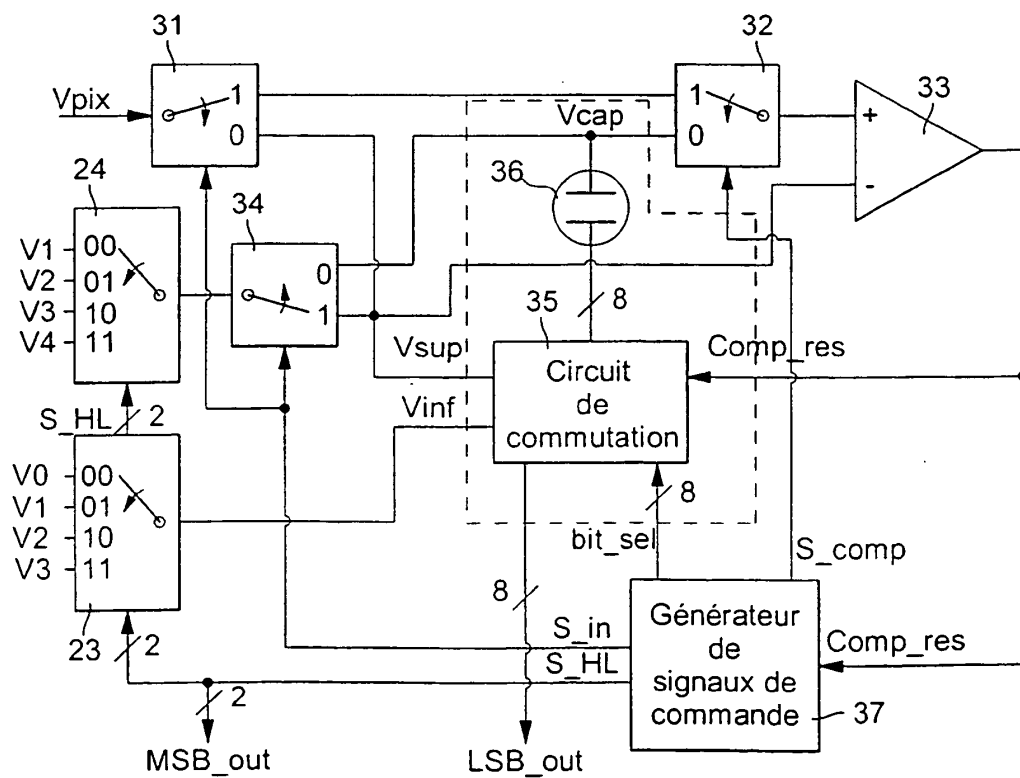 31
32
33
Vpix
1
0
1
0
+
-
Vcap
36
24
34
V1 00
V2 01
V3 10
V4 11
0
1
8
35
Vsup
Comp_res
Circuit
de
commutation
S_HL
2
Vinf
V0 00
V1 01
V2 10
V3 11
8
bit_sel
S_comp
23
2
8
S_in
S_HL
Générateur
de
signaux de
commande
Comp_res
37
2
MSB_out
LSB_out